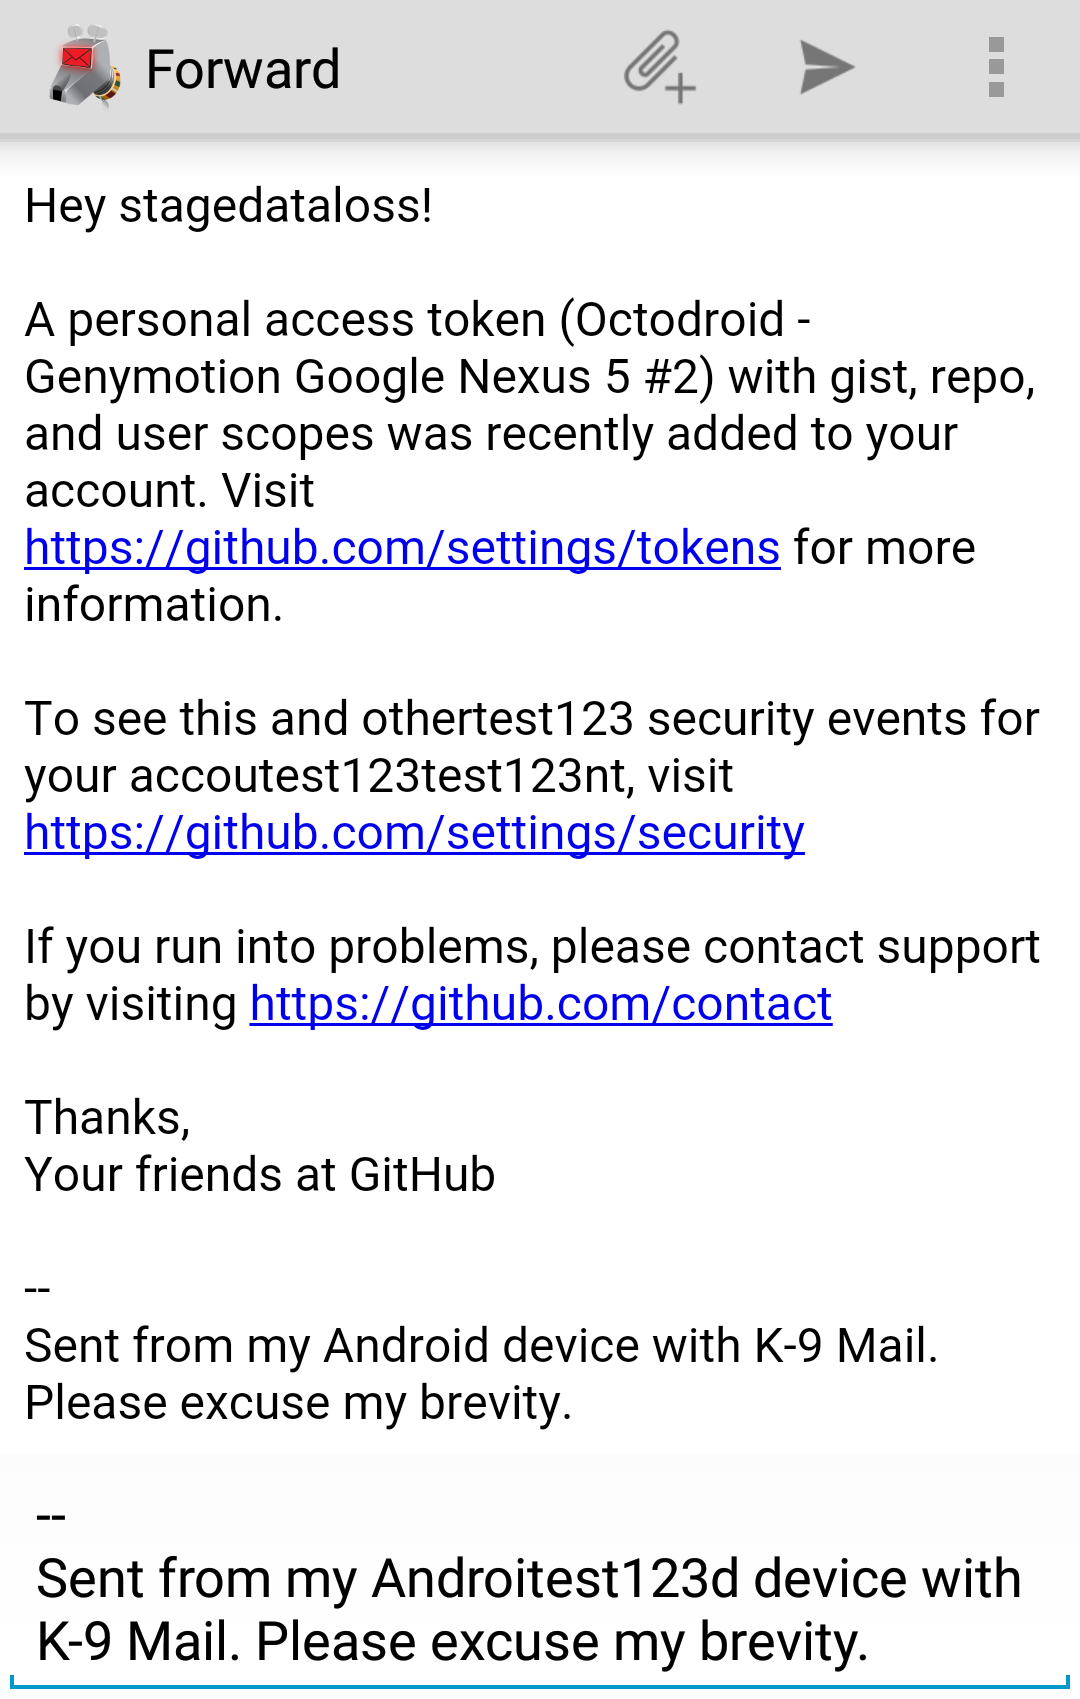 Forward
Hey stagedataloss!
A personal access token (Octodroid -
Genymotion Google Nexus 5 #2) with gist, repo,
and user scopes was recently added to your
account. Visit
https://github.com/settings/tokens for more
information.
To see this and othertest123 security events for
your accoutest123test123nt, visit
https://github.com/settings/security
If you run into problems, please contact support
by visiting https://github.com/contact
Thanks,
Your friends at GitHub
--
Sent from my Android device with K-9 Mail.
Please excuse my brevity.
--
Sent from my Androitest123d device with
K-9 Mail. Please excuse my brevity.